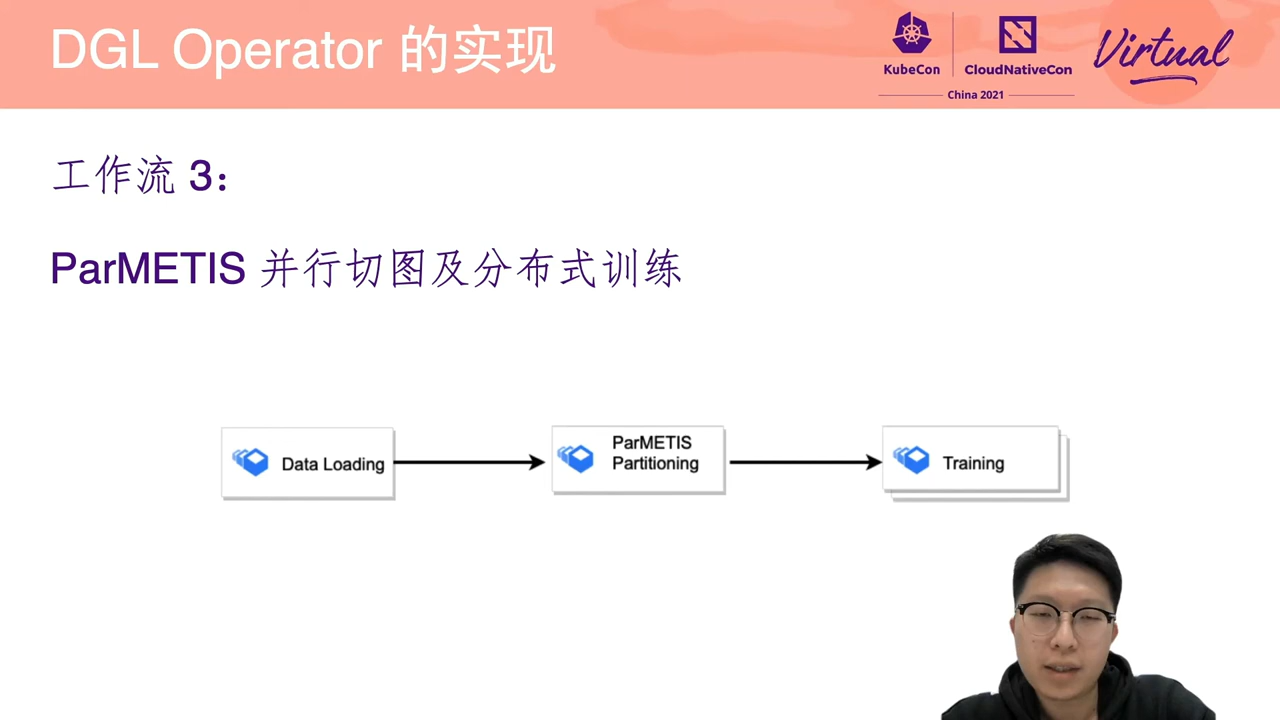 DGL Operator 的实现
KubeCon
CloudNativeCon
China 2021
Virtual
工作流 3：
ParMETIS 并行切图及分布式训练
Data Loading
ParMETIS
Partitioning
Training